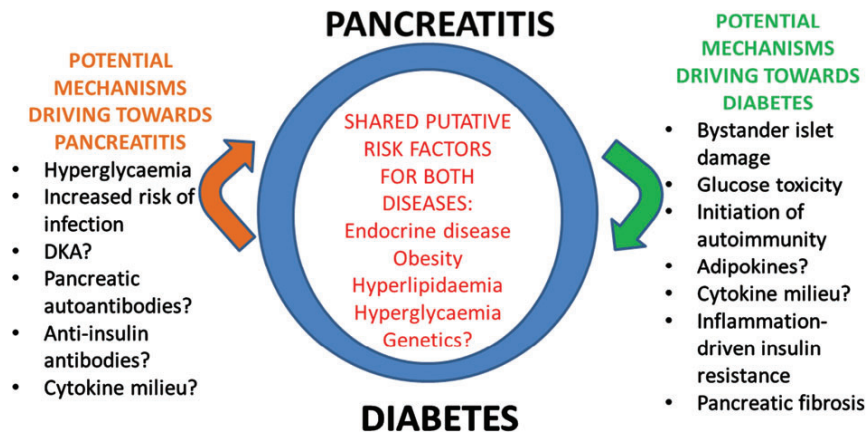 PANCREATITIS
POTENTIAL
MECHANISMS
DRIVING TOWARDS
PANCREATITIS
• Hyperglycaemia
• Increased risk of
infection
• DKA?
• Pancreatic
autoantibodies?
• Anti-insulin
antibodies?
• Cytokine milieu?
SHARED PUTATIVE
RISK FACTORS
FOR BOTH
DISEASES:
Endocrine disease
Obesity
Hyperlipidaemia
Hyperglycaemia
Genetics?
POTENTIAL
MECHANISMS
DRIVING TOWARDS
DIABETES
• Bystander islet
damage
• Glucose toxicity
• Initiation of
autoimmunity
• Adipokines?
• Cytokine milieu?
• Inflammation-
driven insulin
resistance
• Pancreatic fibrosis
DIABETES